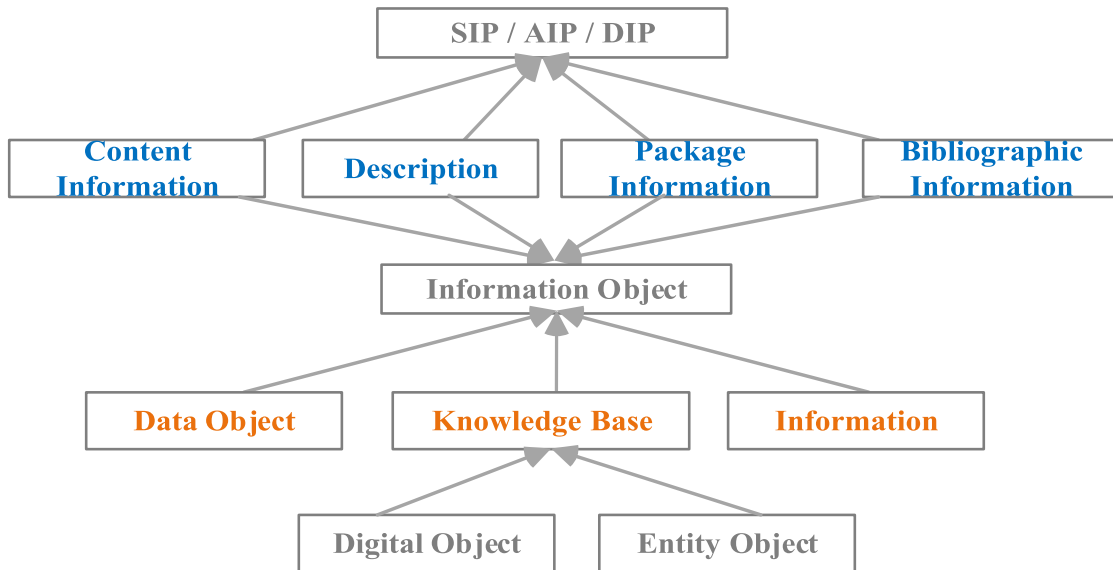 SIP / AIP / DIP
Content
Information
Description
Package
Information
Bibliographic
Information
Information Object
Data Object
Knowledge Base
Information
Digital Object
Entity Object